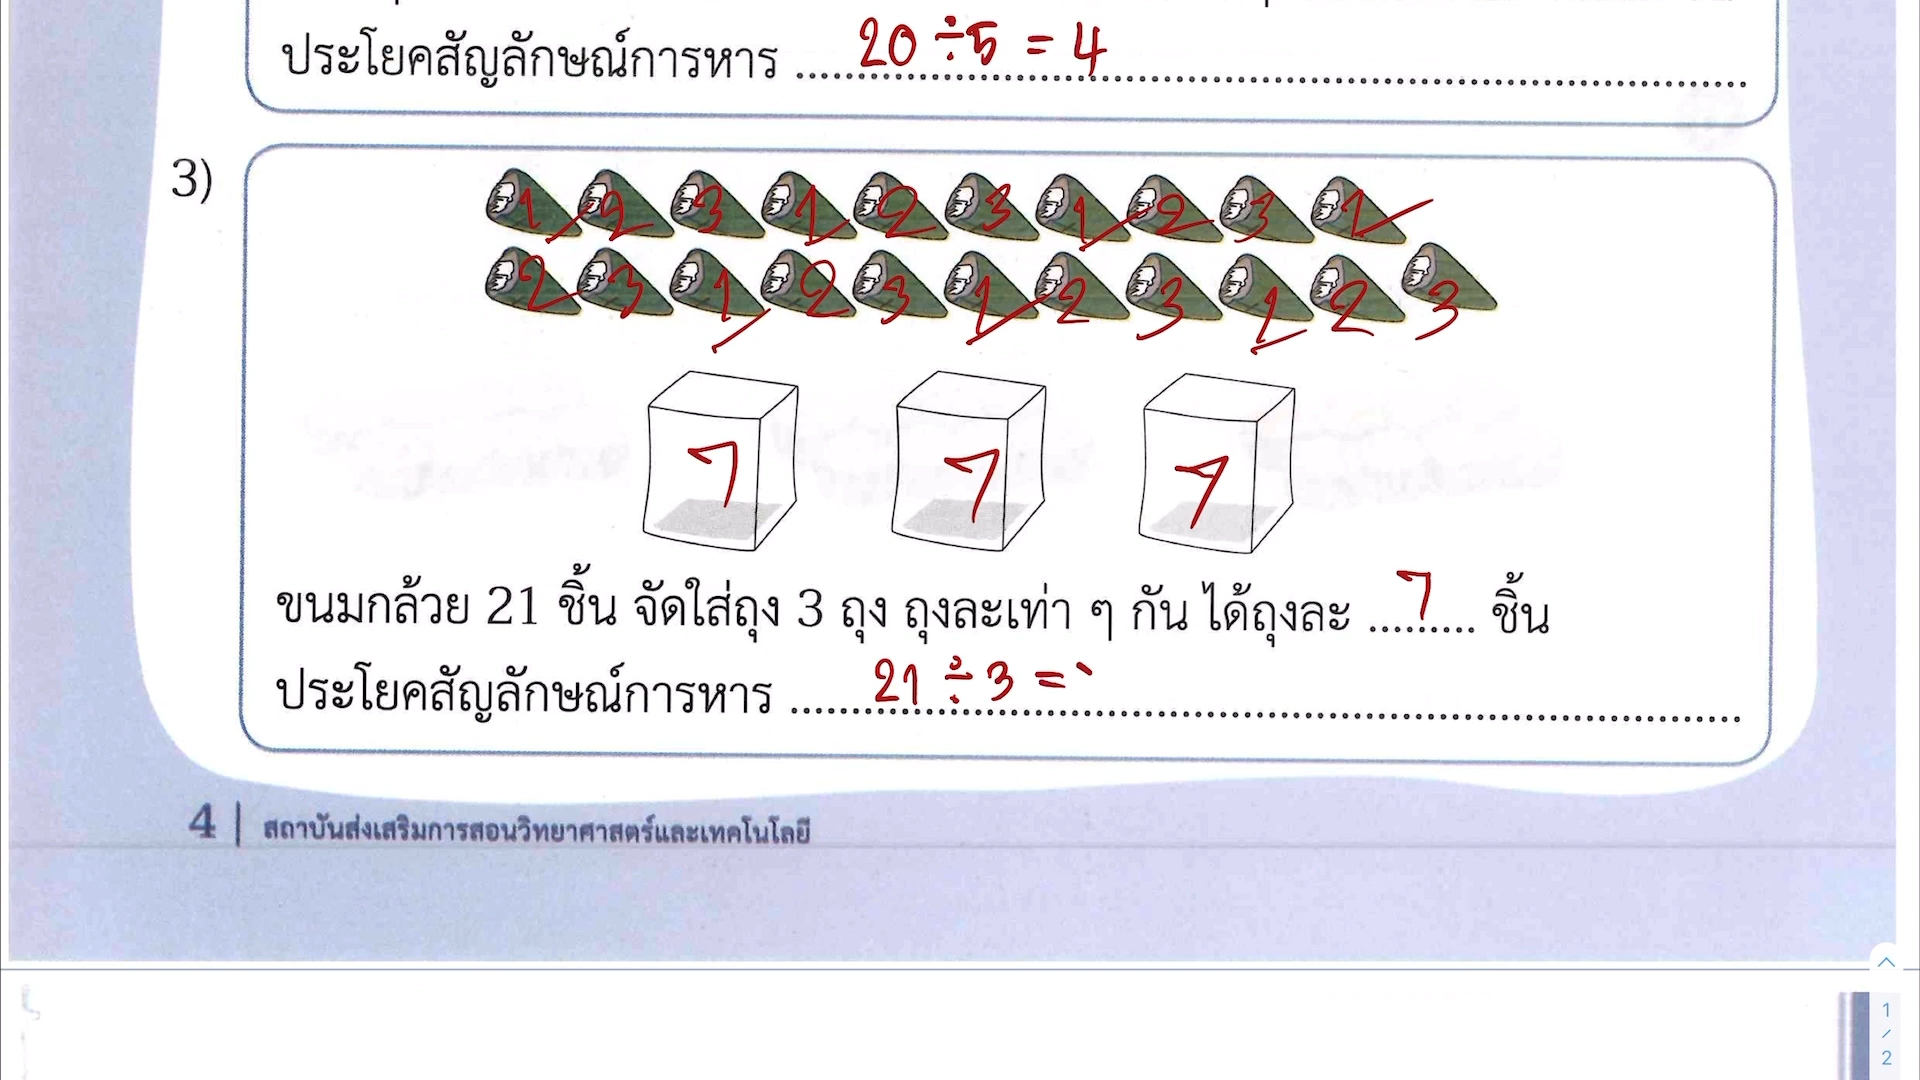 ประโยคสัญลักษณ์การหาร 20 ÷ 5 = 4
3)
1 2 3 1 2 3 1 2 3 1
2 3 1 2 3 1 2 3 1 2 3
7 7 7
ขนมกล้วย 21 ชิ้น จัดใส่ถุง 3 ถุง ถุงละเท่า ๆ กัน ได้ถุงละ 7 ชิ้น
ประโยคสัญลักษณ์การหาร 21 ÷ 3 =
4 | สถาบันส่งเสริมการสอนวิทยาศาสตร์และเทคโนโลยี
1
/
2